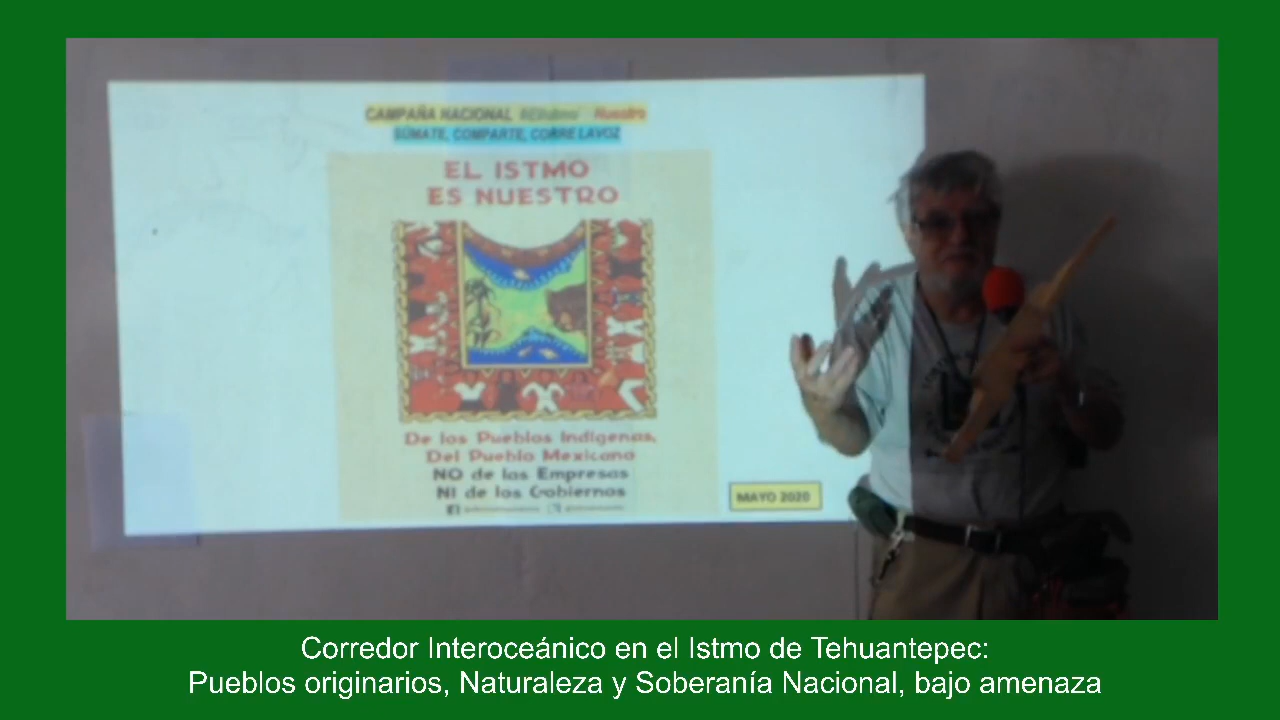 CAMPAÑA NACIONAL #ElIstmo Nuestro
SÚMATE, COMPARTE, CORRE LA VOZ
EL ISTMO
ES NUESTRO
De los Pueblos Indígenas,
Del Pueblo Mexicano
NO de las Empresas
NI de los Gobiernos
MAYO 2020
Corredor Interoceánico en el Istmo de Tehuantepec:
Pueblos originarios, Naturaleza y Soberanía Nacional, bajo amenaza